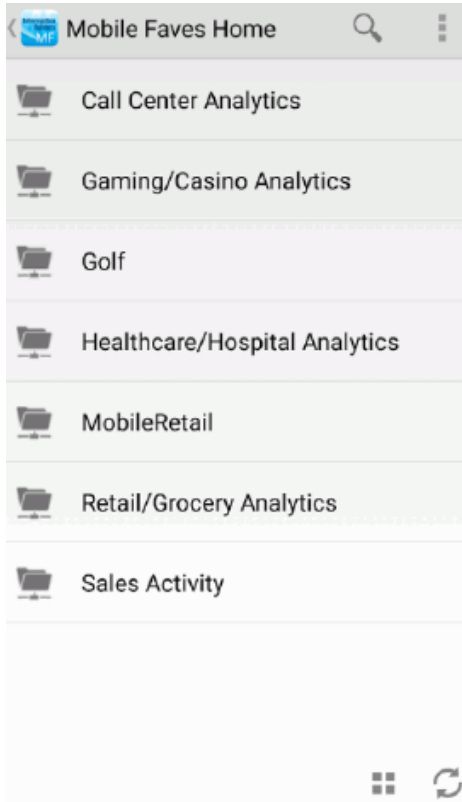 Mobile Faves Home
MF
Call Center Analytics
Gaming/Casino Analytics
Golf
Healthcare/Hospital Analytics
MobileRetail
Retail/Grocery Analytics
Sales Activity